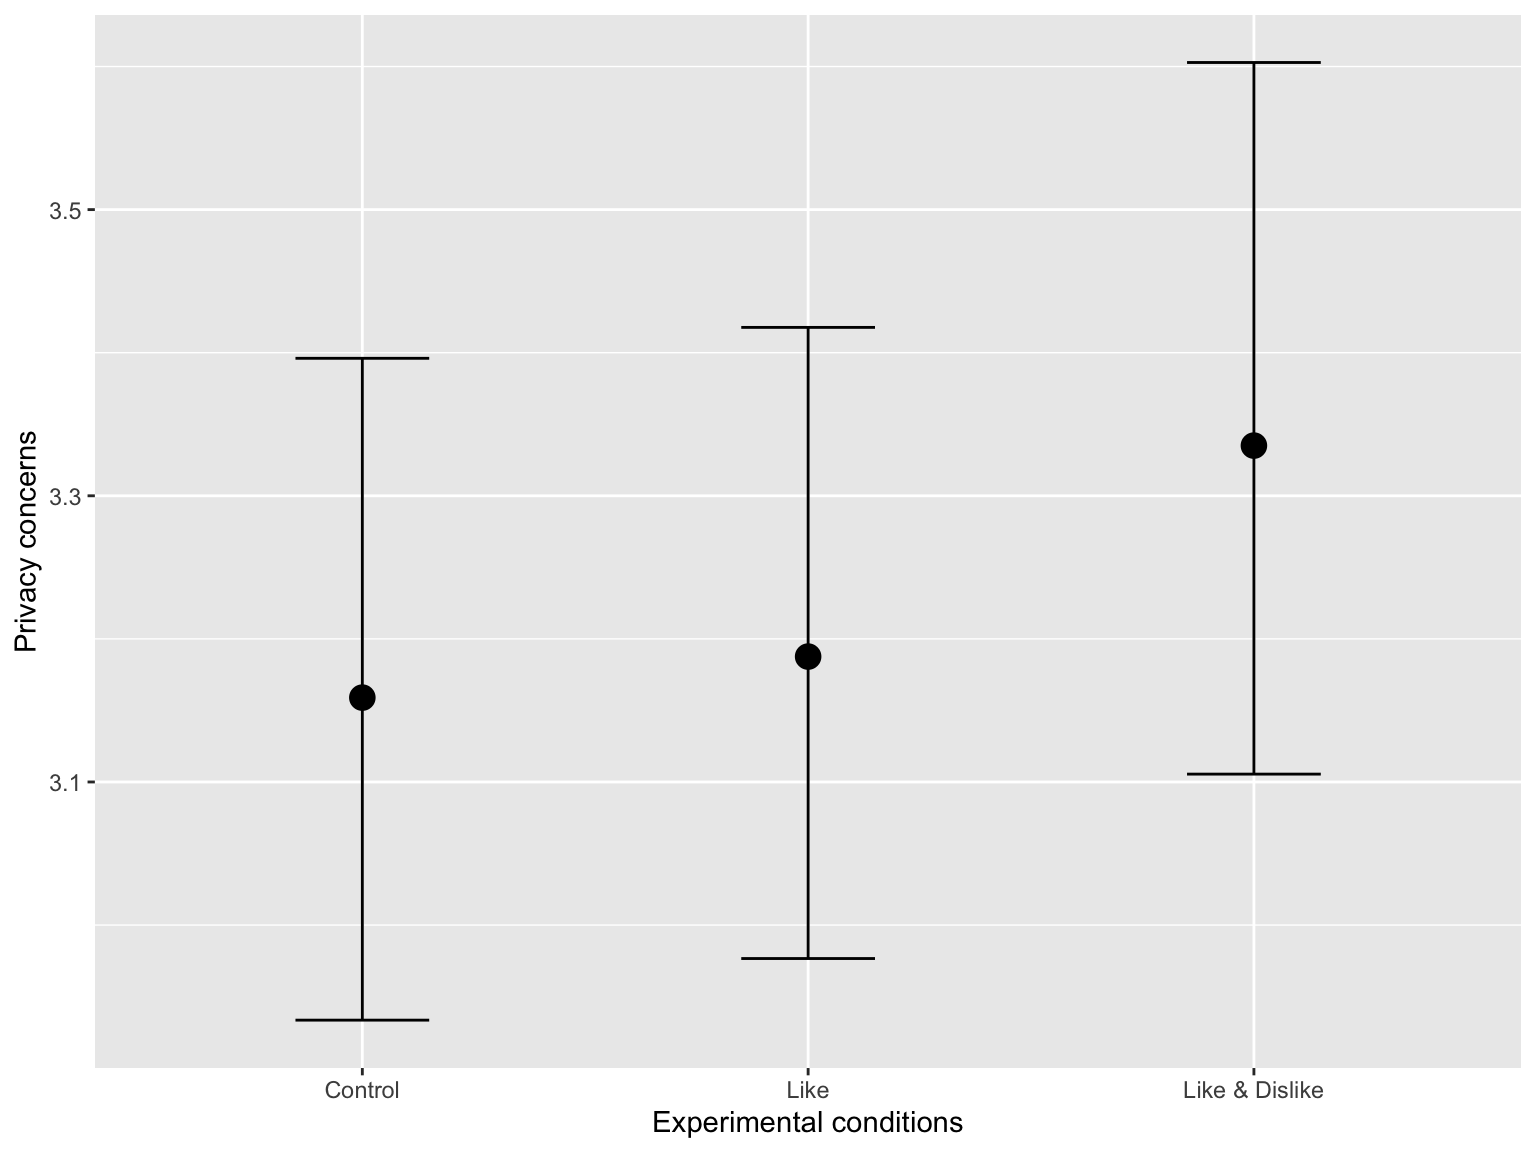 Privacy concerns
3.5
3.3
3.1
Control
Like
Like & Dislike
Experimental conditions